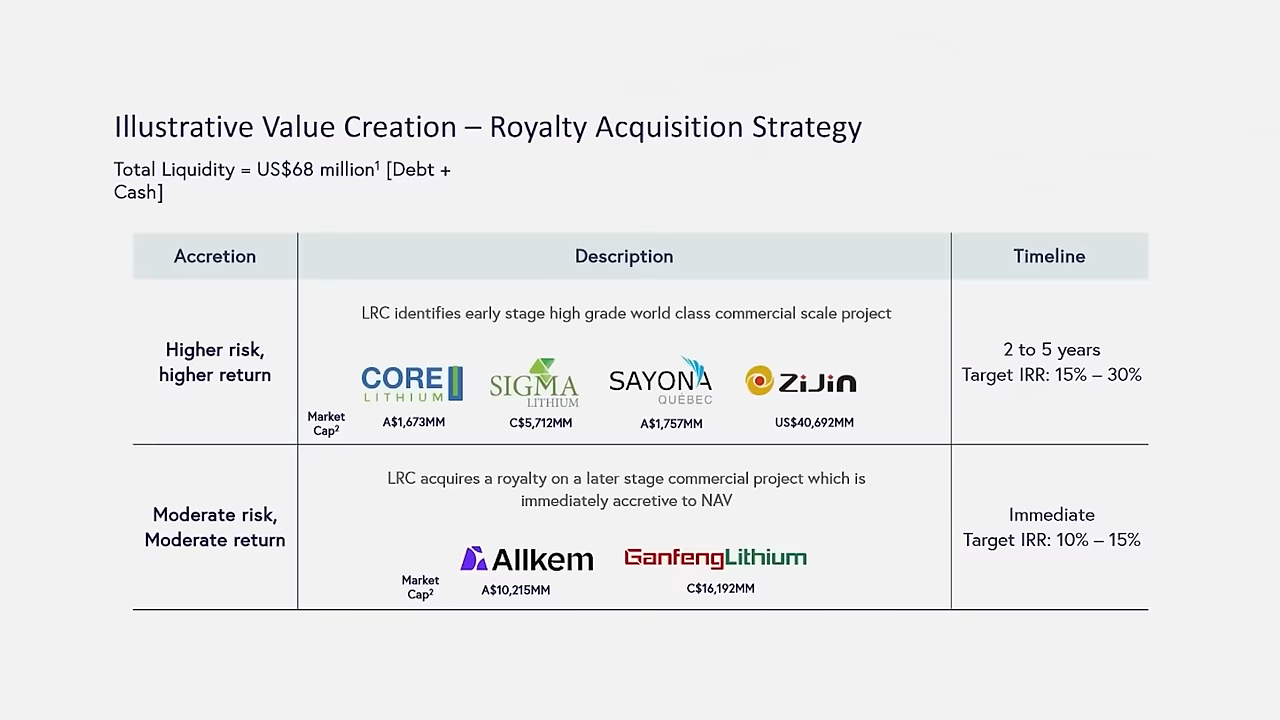 Illustrative Value Creation – Royalty Acquisition Strategy
Total Liquidity = US$68 million¹ [Debt +
Cash]
Accretion
Description
Timeline
Higher risk,
higher return
LRC identifies early stage high grade world class commercial scale project
CORE
LITHIUM
SIGMA
LITHIUM
SAYONA
QUÉBEC
ZiJin
Market
Cap²
A$1,673MM
C$5,712MM
A$1,757MM
US$40,692MM
2 to 5 years
Target IRR: 15% – 30%
Moderate risk,
Moderate return
LRC acquires a royalty on a later stage commercial project which is
immediately accretive to NAV
Allkem
GanfengLithium
Market
Cap²
A$10,215MM
C$16,192MM
Immediate
Target IRR: 10% – 15%